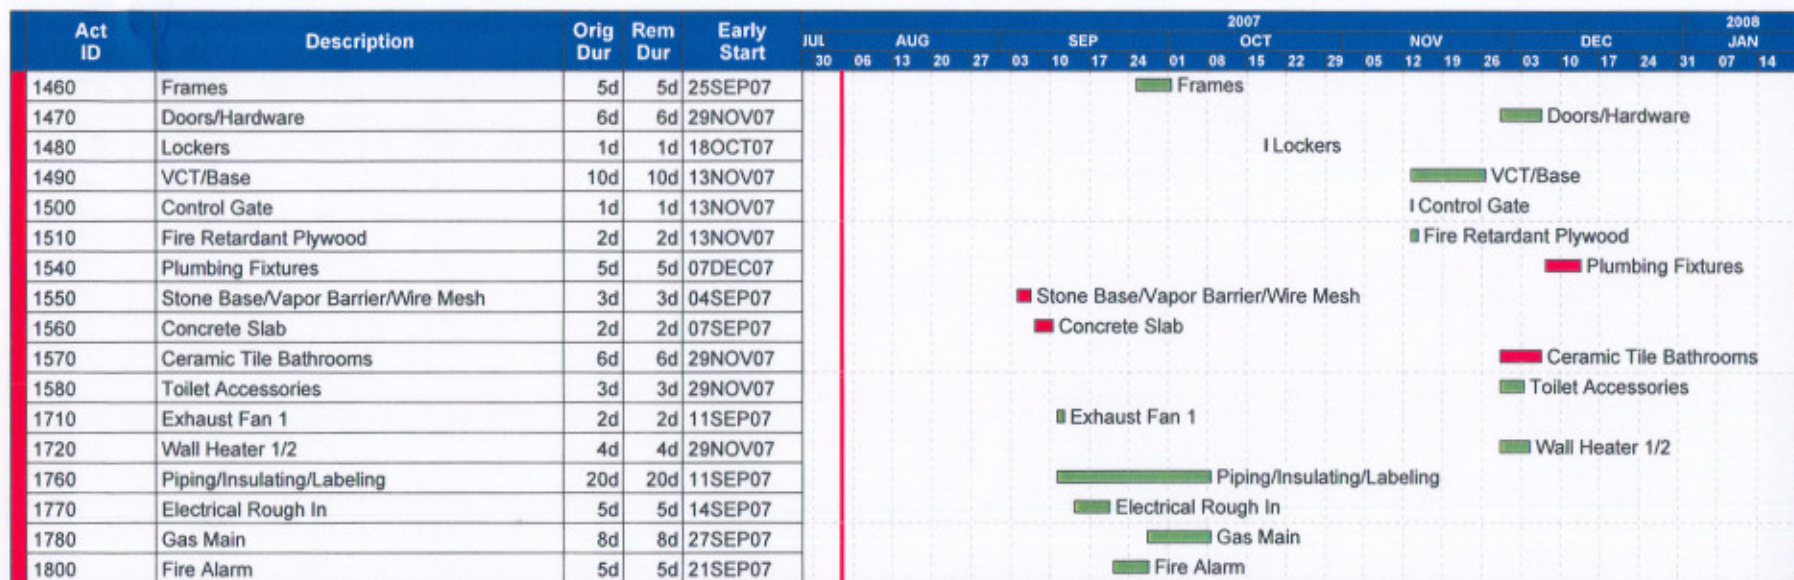 Act ID Description Orig Dur Rem Dur Early Start
2007 2008
JUL AUG SEP OCT NOV DEC JAN
30 06 13 20 27 03 10 17 24 01 08 15 22 29 05 12 19 26 03 10 17 24 31 07 14
1460 Frames 5d 5d 25SEP07 Frames
1470 Doors/Hardware 6d 6d 29NOV07 Doors/Hardware
1480 Lockers 1d 1d 18OCT07 Lockers
1490 VCT/Base 10d 10d 13NOV07 VCT/Base
1500 Control Gate 1d 1d 13NOV07 Control Gate
1510 Fire Retardant Plywood 2d 2d 13NOV07 Fire Retardant Plywood
1540 Plumbing Fixtures 5d 5d 07DEC07 Plumbing Fixtures
1550 Stone Base/Vapor Barrier/Wire Mesh 3d 3d 04SEP07 Stone Base/Vapor Barrier/Wire Mesh
1560 Concrete Slab 2d 2d 07SEP07 Concrete Slab
1570 Ceramic Tile Bathrooms 6d 6d 29NOV07 Ceramic Tile Bathrooms
1580 Toilet Accessories 3d 3d 29NOV07 Toilet Accessories
1710 Exhaust Fan 1 2d 2d 11SEP07 Exhaust Fan 1
1720 Wall Heater 1/2 4d 4d 29NOV07 Wall Heater 1/2
1760 Piping/Insulating/Labeling 20d 20d 11SEP07 Piping/Insulating/Labeling
1770 Electrical Rough In 5d 5d 14SEP07 Electrical Rough In
1780 Gas Main 8d 8d 27SEP07 Gas Main
1800 Fire Alarm 5d 5d 21SEP07 Fire Alarm